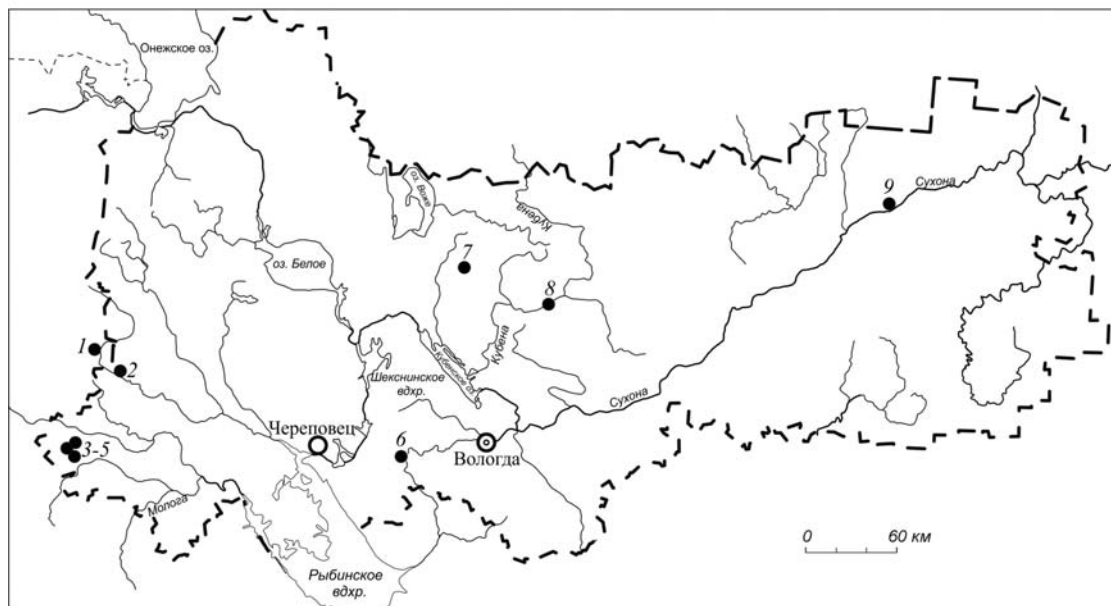 Онежское оз.
оз. Воже
Кубена
9
Сухона
7
оз. Белое
8
1
2
Кубена
Кубенское оз.
Шекснинское
вдхр.
Сухона
Череповец
3-5
6
Вологда
Молога
0 60 км
Рыбинское
вдхр.